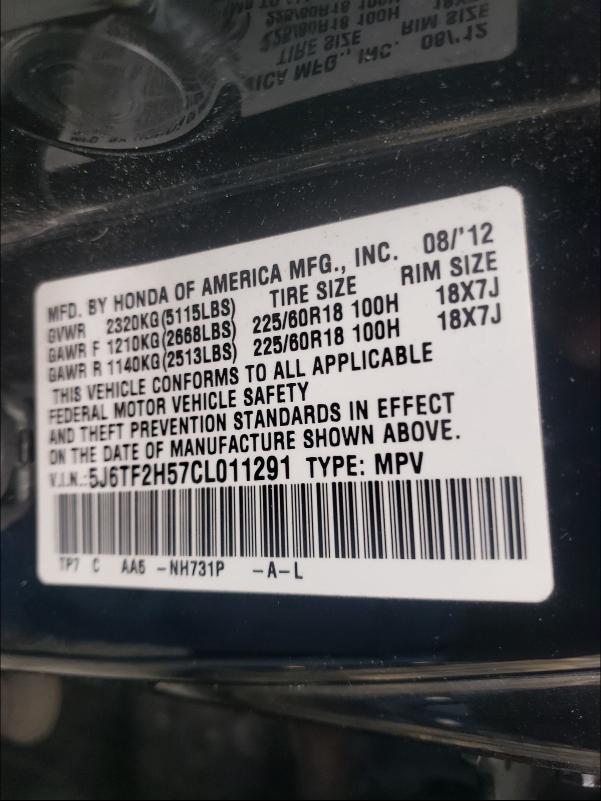 MFD. BY HONDA OF AMERICA MFG., INC. 08/'12
GVWR 2320KG(5115LBS) TIRE SIZE RIM SIZE
GAWR F 1210KG(2668LBS) 225/60R18 100H 18X7J
GAWR R 1140KG(2513LBS) 225/60R18 100H 18X7J
THIS VEHICLE CONFORMS TO ALL APPLICABLE
FEDERAL MOTOR VEHICLE SAFETY
AND THEFT PREVENTION STANDARDS IN EFFECT
ON THE DATE OF MANUFACTURE SHOWN ABOVE.
V.I.N.:5J6TF2H57CL011291 TYPE: MPV
TP7 C AA6 -NH731P -A-L